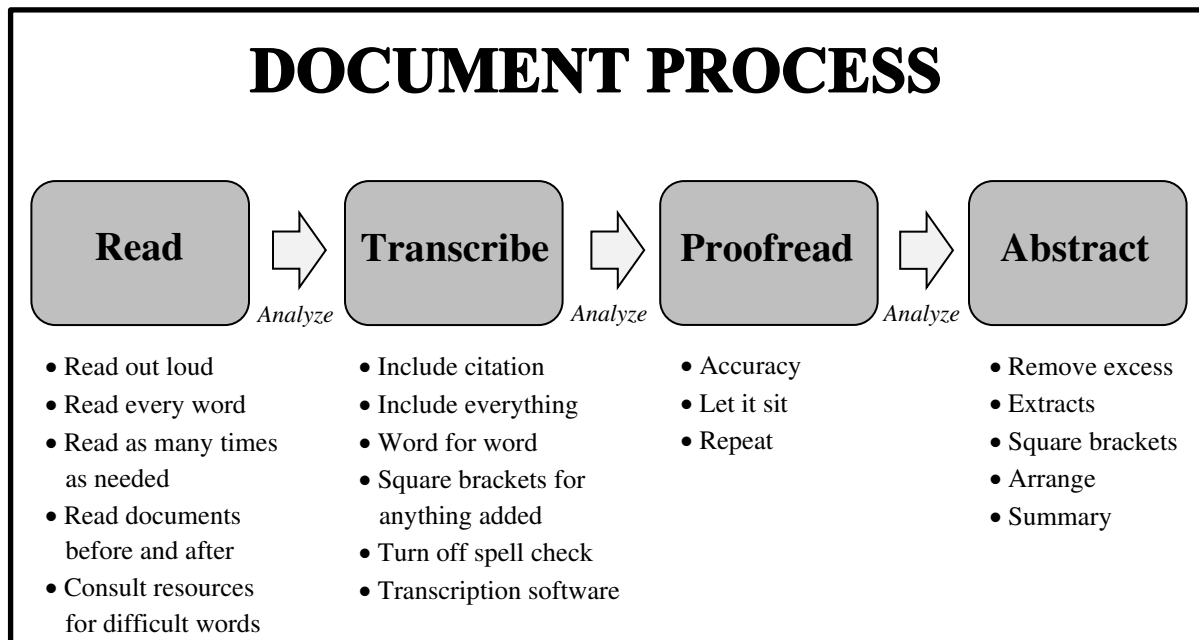 DOCUMENT PROCESS
Read
Analyze
Transcribe
Analyze
Proofread
Analyze
Abstract
• Read out loud
• Read every word
• Read as many times
as needed
• Read documents
before and after
• Consult resources
for difficult words
• Include citation
• Include everything
• Word for word
• Square brackets for
anything added
• Turn off spell check
• Transcription software
• Accuracy
• Let it sit
• Repeat
• Remove excess
• Extracts
• Square brackets
• Arrange
• Summary